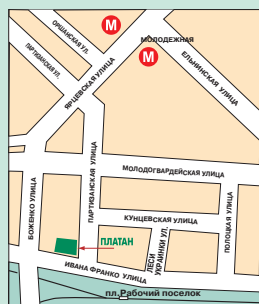 М
ОРШАНСКАЯ УЛ.
МОЛОДЕЖНАЯ
М
ПАРТИЗАНСКАЯ УЛ.
ЯРЦЕВСКАЯ УЛИЦА
ЕЛЬНИНСКАЯ УЛИЦА
МОЛОДОГВАРДЕЙСКАЯ УЛИЦА
БОЖЕНКО УЛИЦА
ПАРТИЗАНСКАЯ УЛИЦА
КУНЦЕВСКАЯ УЛИЦА
ПОЛОЦКАЯ УЛИЦА
ПЛАТАН
ЛЕСИ
УКРАИНКИ УЛ.
ИВАНА ФРАНКО УЛИЦА
пл.Рабочий поселок